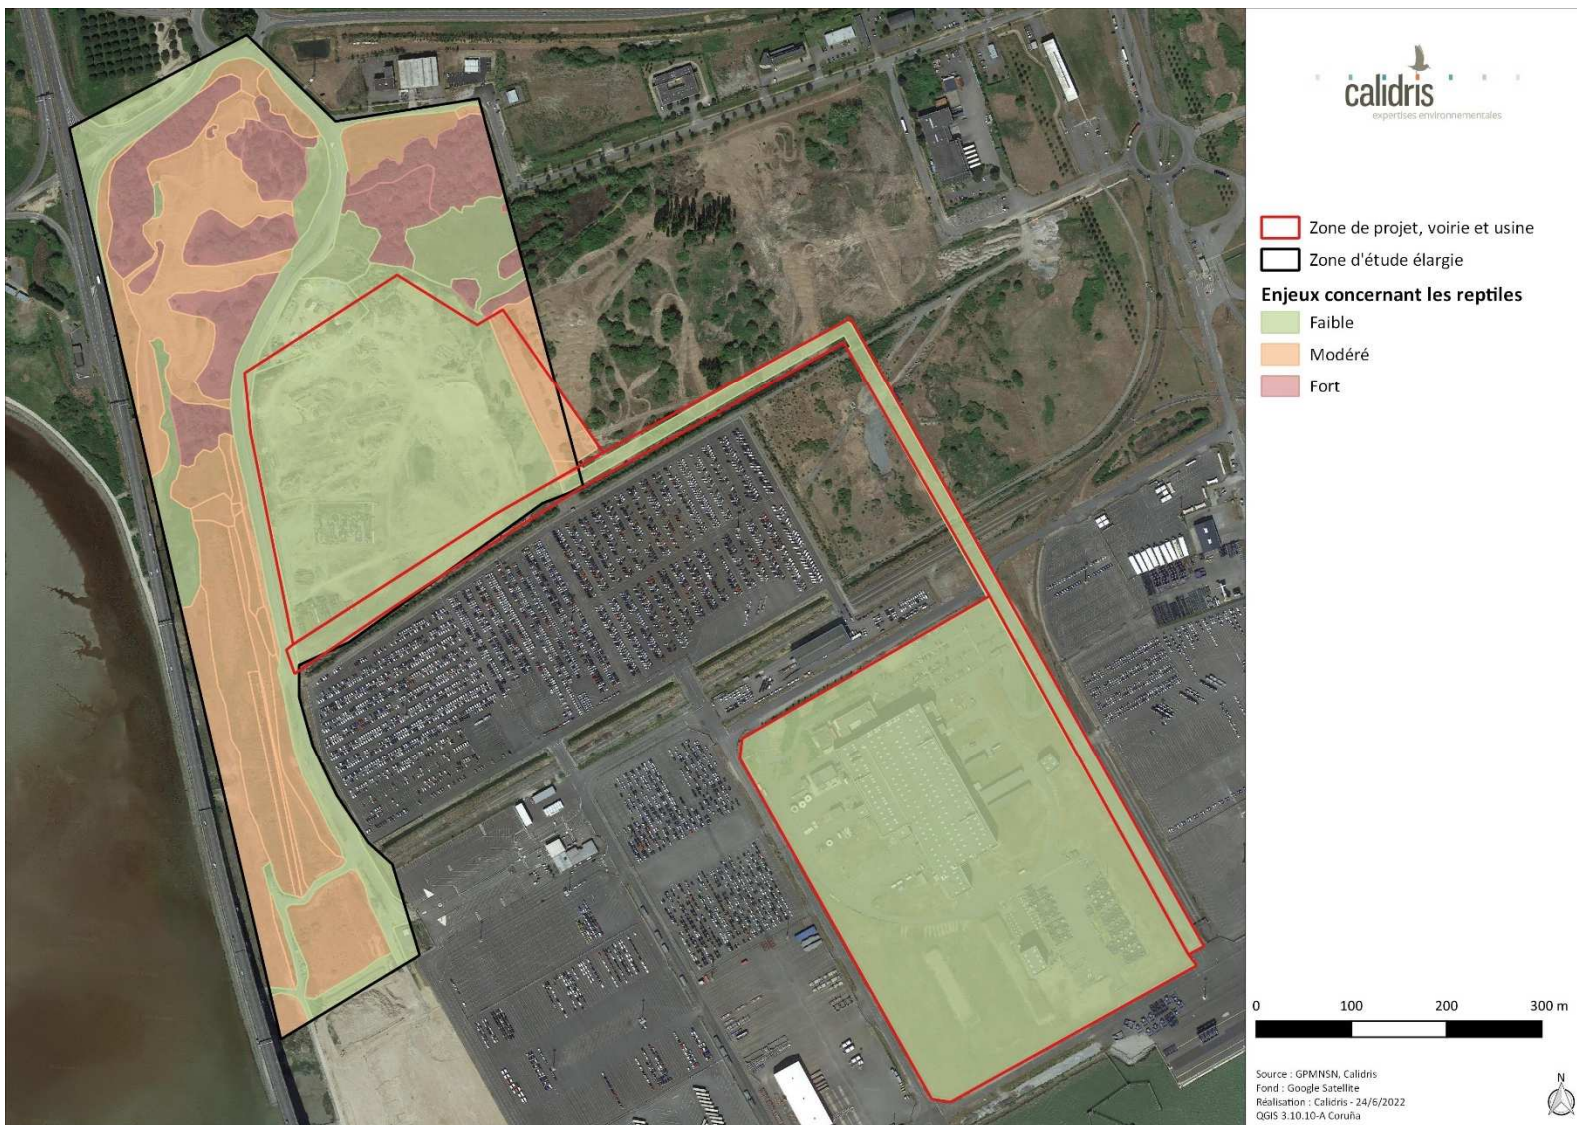 calidris
expertises environnementales
Zone de projet, voirie et usine
Zone d'étude élargie
Enjeux concernant les reptiles
Faible
Modéré
Fort
0 100 200 300 m
Source : GPMNSN, Calidris
Fond : Google Satellite
Réalisation : Calidris - 24/6/2022
QGIS 3.10.10-A Coruña
N